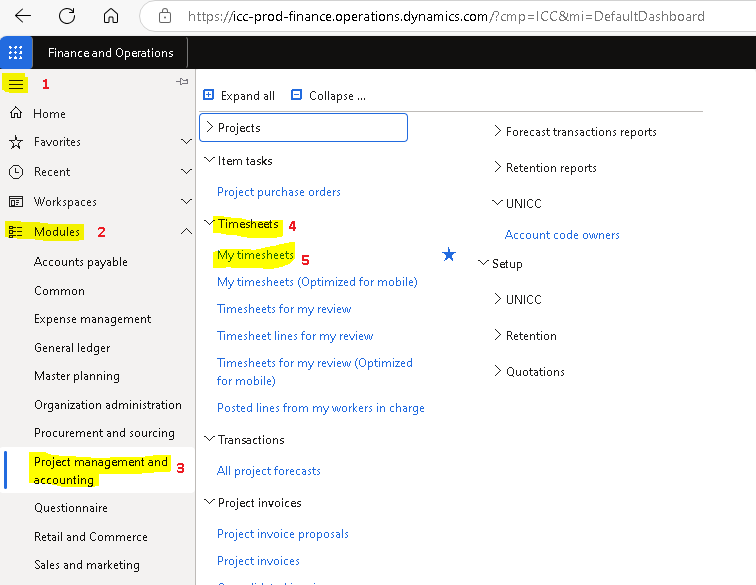 https://icc-prod-finance.operations.dynamics.com/?cmp=ICC&mi=DefaultDashboard
Finance and Operations
1
Home
Favorites
Recent
Workspaces
Modules 2
Accounts payable
Common
Expense management
General ledger
Master planning
Organization administration
Procurement and sourcing
Project management and
accounting
3
Questionnaire
Retail and Commerce
Sales and marketing
Expand all
Collapse ...
Projects
Item tasks
Project purchase orders
Timesheets 4
My timesheets 5
My timesheets (Optimized for mobile)
Timesheets for my review
Timesheet lines for my review
Timesheets for my review (Optimized
for mobile)
Posted lines from my workers in charge
Transactions
All project forecasts
Project invoices
Project invoice proposals
Project invoices
Forecast transactions reports
Retention reports
UNICC
Account code owners
Setup
UNICC
Retention
Quotations